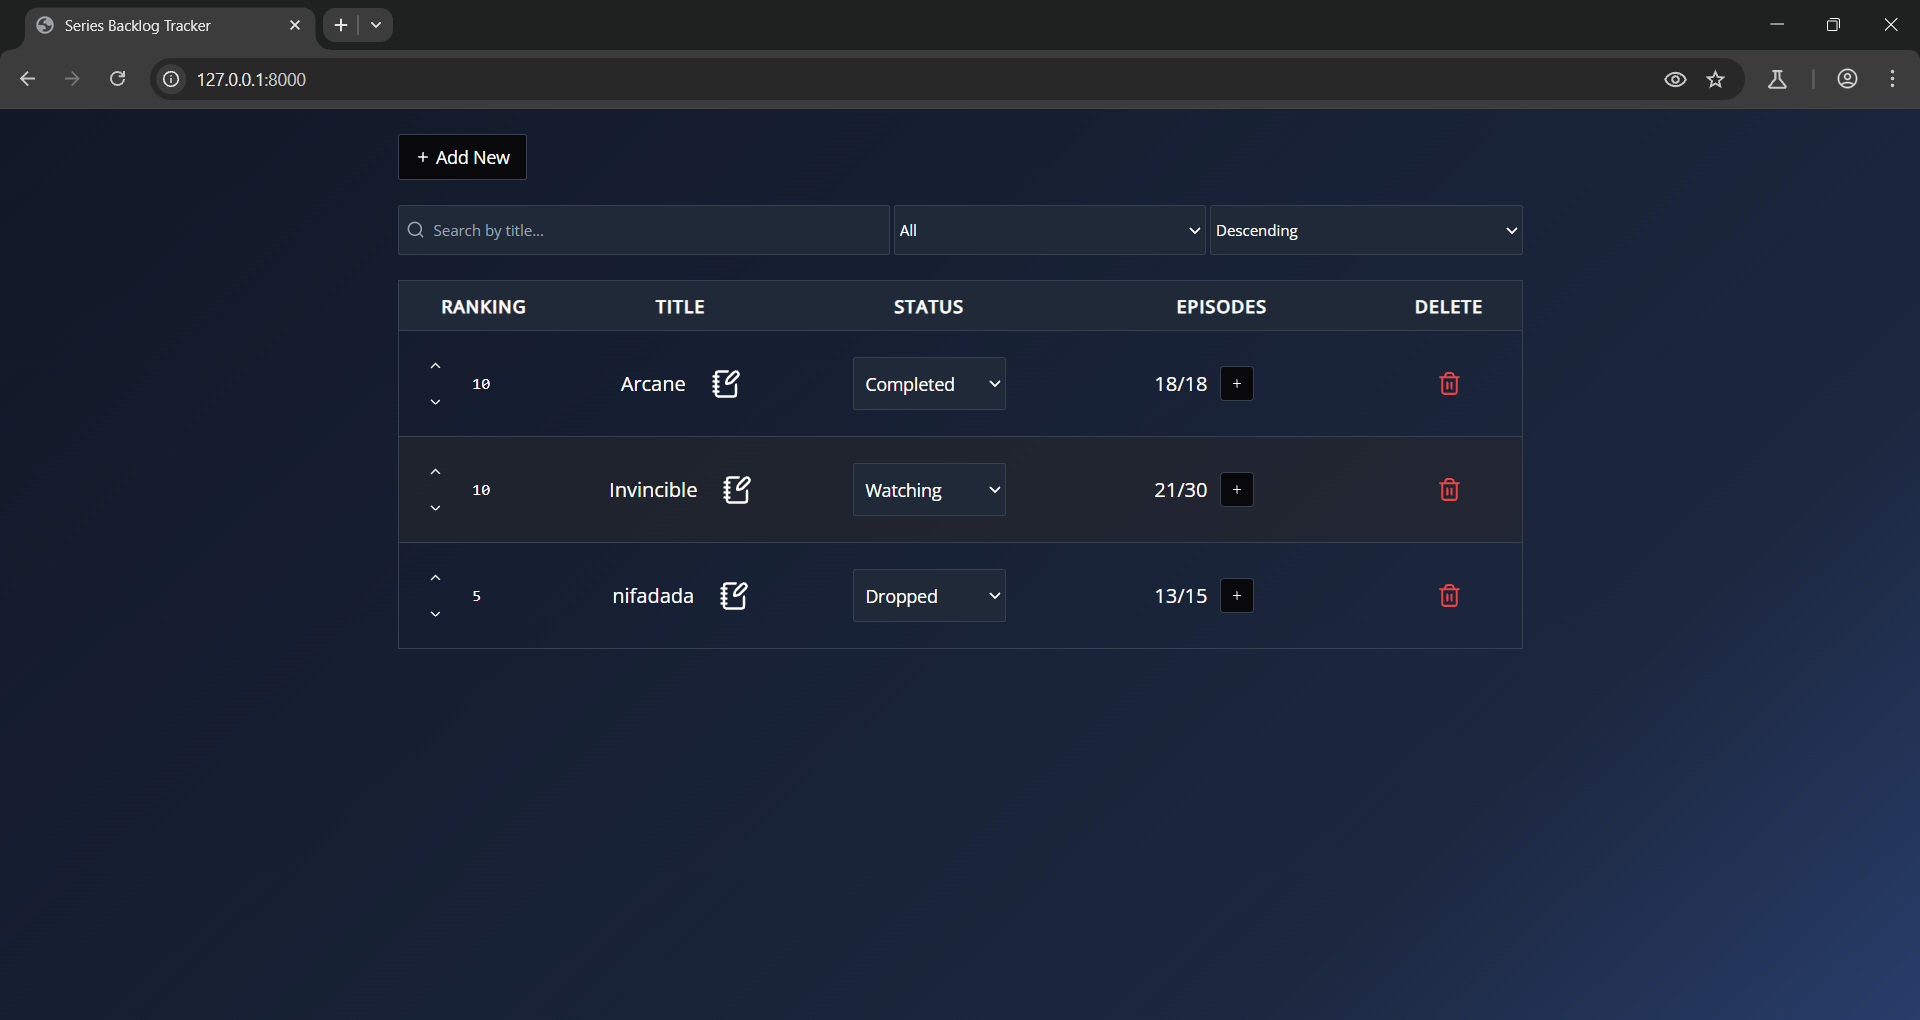 Series Backlog Tracker
127.0.0.1:8000
+ Add New
Search by title... All Descending
RANKING TITLE STATUS EPISODES DELETE
10 Arcane Completed 18/18 +
10 Invincible Watching 21/30 +
5 nifadada Dropped 13/15 +